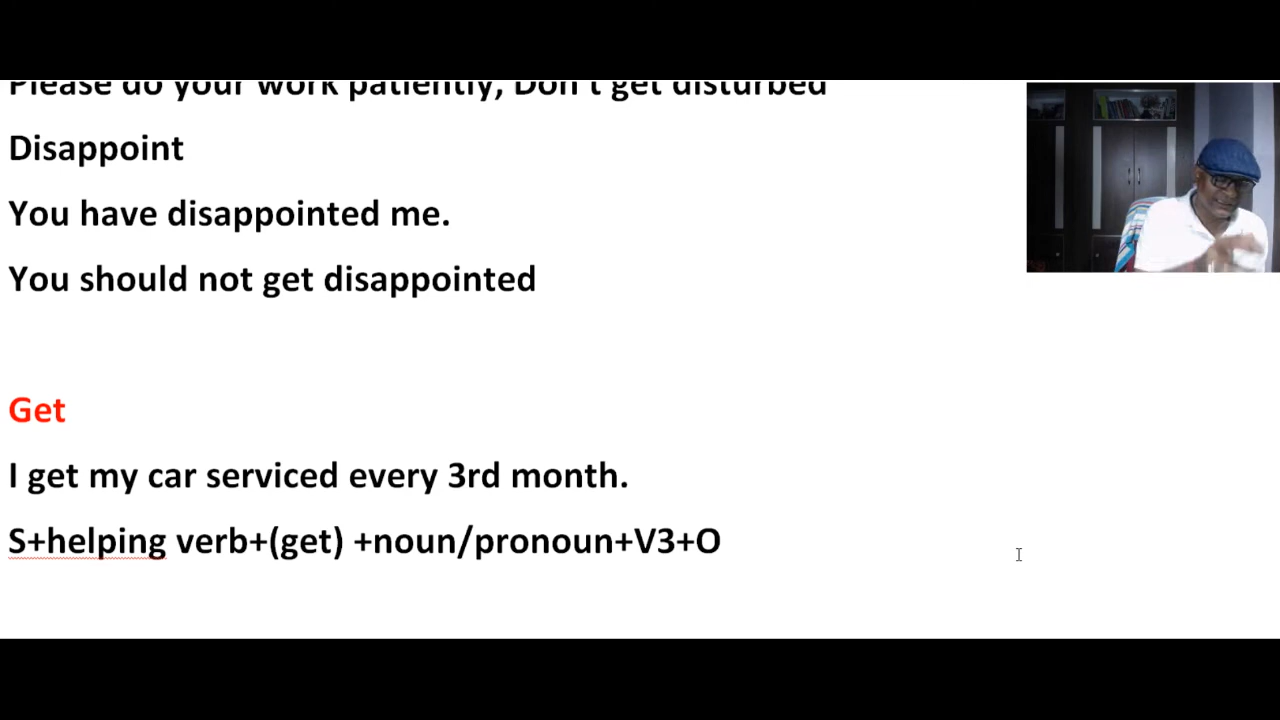 Please do your work patiently, Don't get disturbed
Disappoint
You have disappointed me.
You should not get disappointed
Get
I get my car serviced every 3rd month.
S+helping verb+(get) +noun/pronoun+V3+O